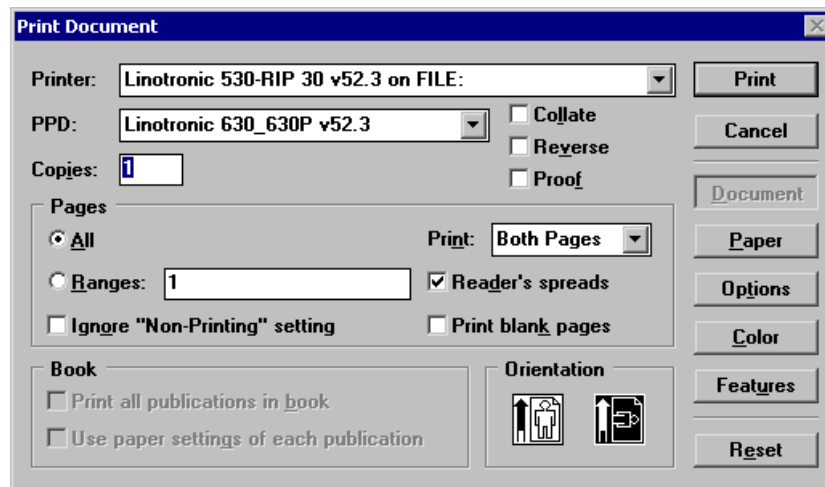 Print Document
Printer: Linotronic 530-RIP 30 v52.3 on FILE: Print
PPD: Linotronic 630_630P v52.3 Collate Cancel
Reverse
Copies: 1 Proof
Document
Pages
All Print: Both Pages Paper
Ranges: 1 Reader's spreads Options
Ignore "Non-Printing" setting Print blank pages Color
Book Orientation
Print all publications in book Features
Use paper settings of each publication Reset